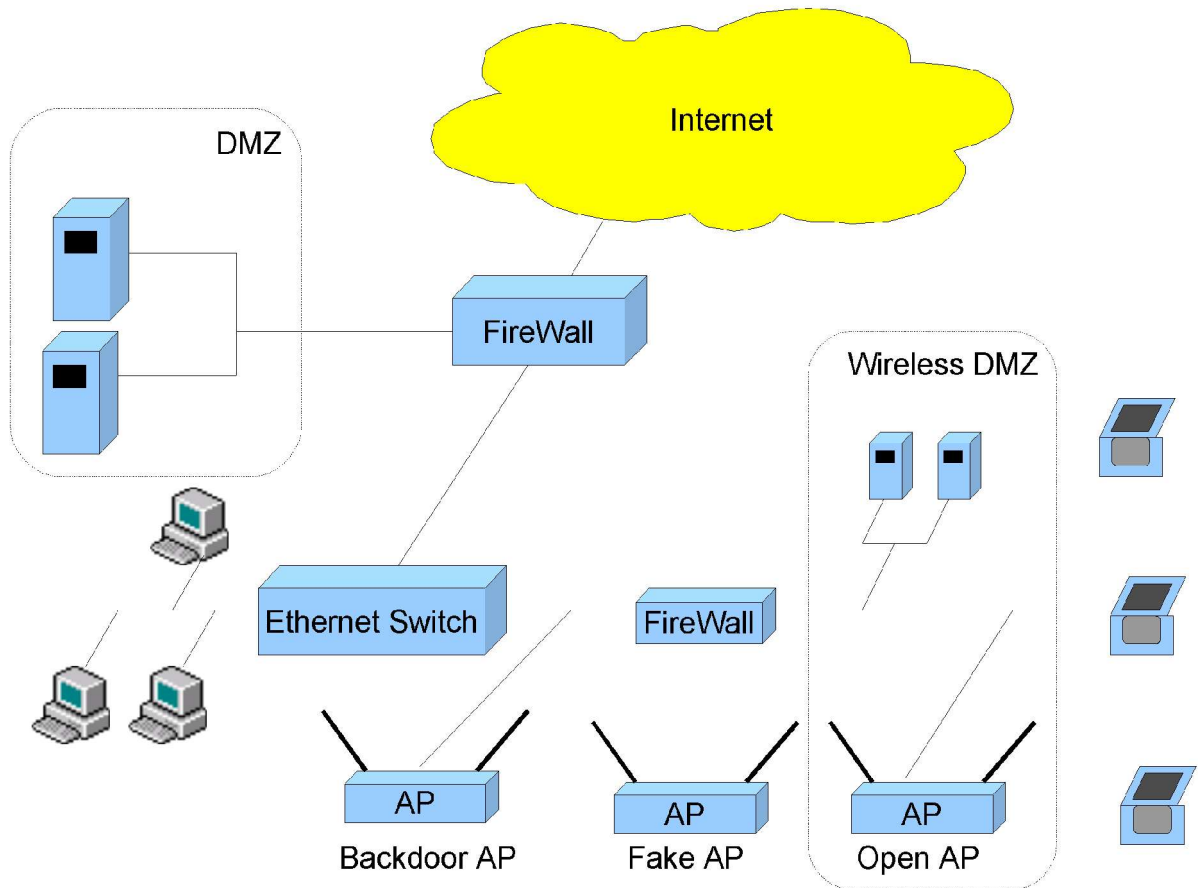 Internet
DMZ
FireWall
Wireless DMZ
Ethernet Switch
FireWall
AP
AP
AP
Backdoor AP
Fake AP
Open AP